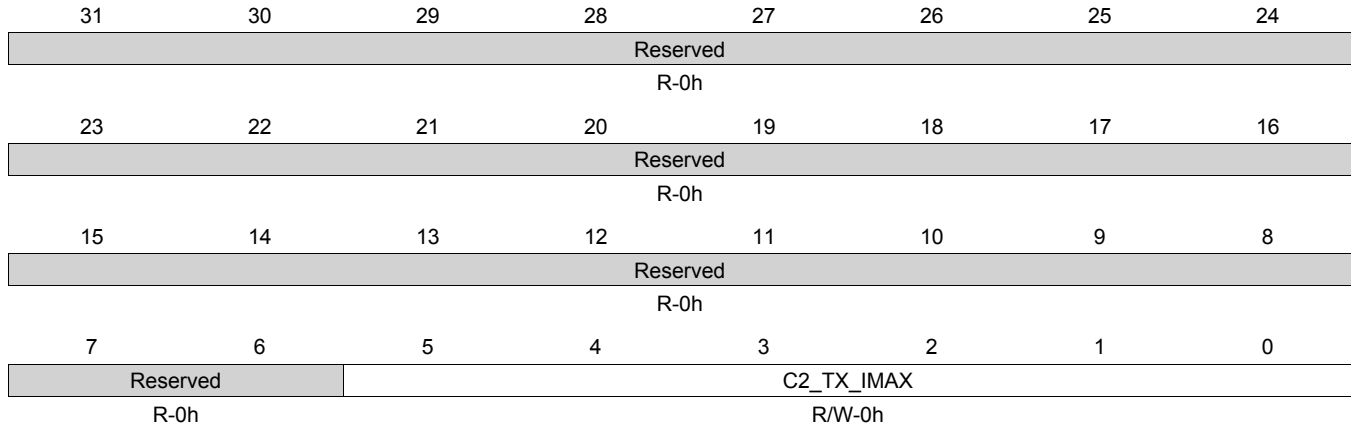 31 30 29 28 27 26 25 24
Reserved
R-0h
23 22 21 20 19 18 17 16
Reserved
R-0h
15 14 13 12 11 10 9 8
Reserved
R-0h
7 6 5 4 3 2 1 0
Reserved C2_TX_IMAX
R-0h R/W-0h